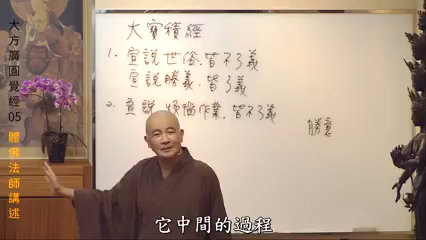 大方廣圓覺經05
體佛法師講述
大寶積經
1. 宣說世俗,皆不了義
宣說勝義,皆了義
2. 宣說煩惱作業,皆不了義
勝意
它中間的過程